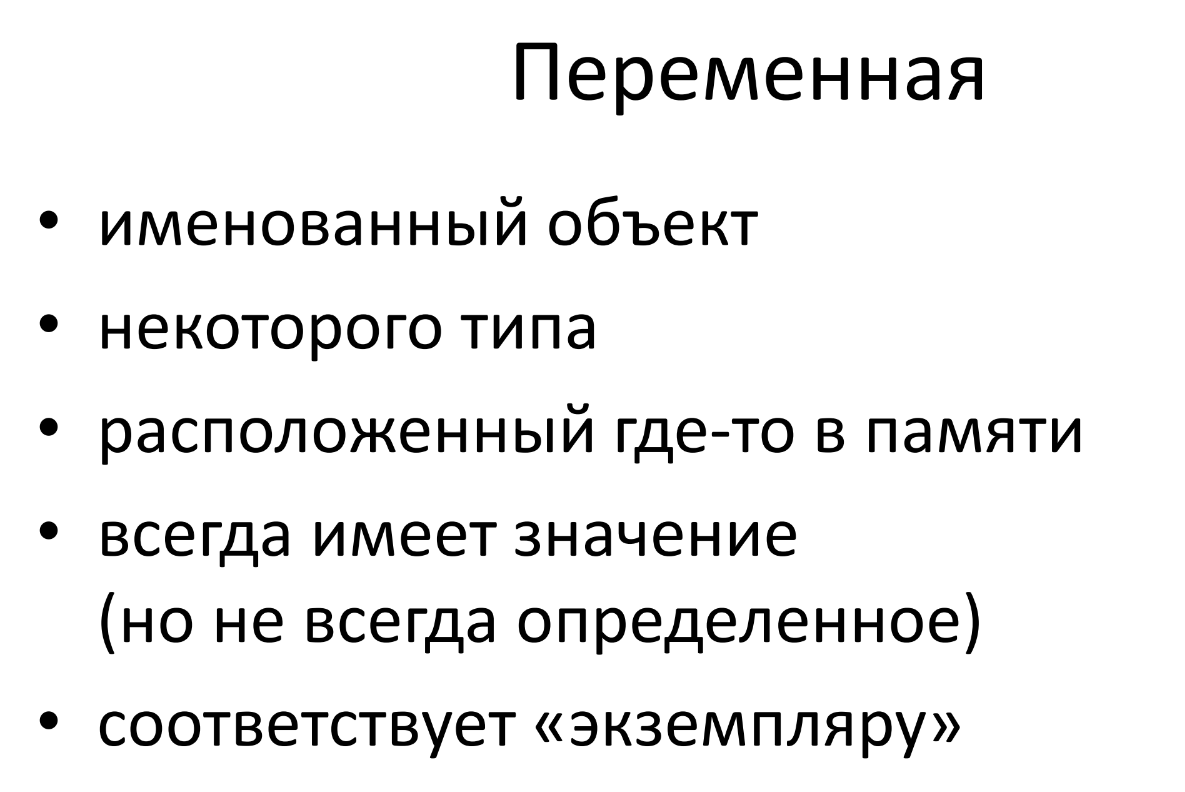 Переменная
• именованный объект
• некоторого типа
• расположенный где-то в памяти
• всегда имеет значение
(но не всегда определенное)
• соответствует «экземпляру»